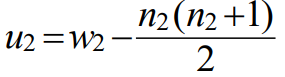 u₂ = w₂ − n₂(n₂+1)/2